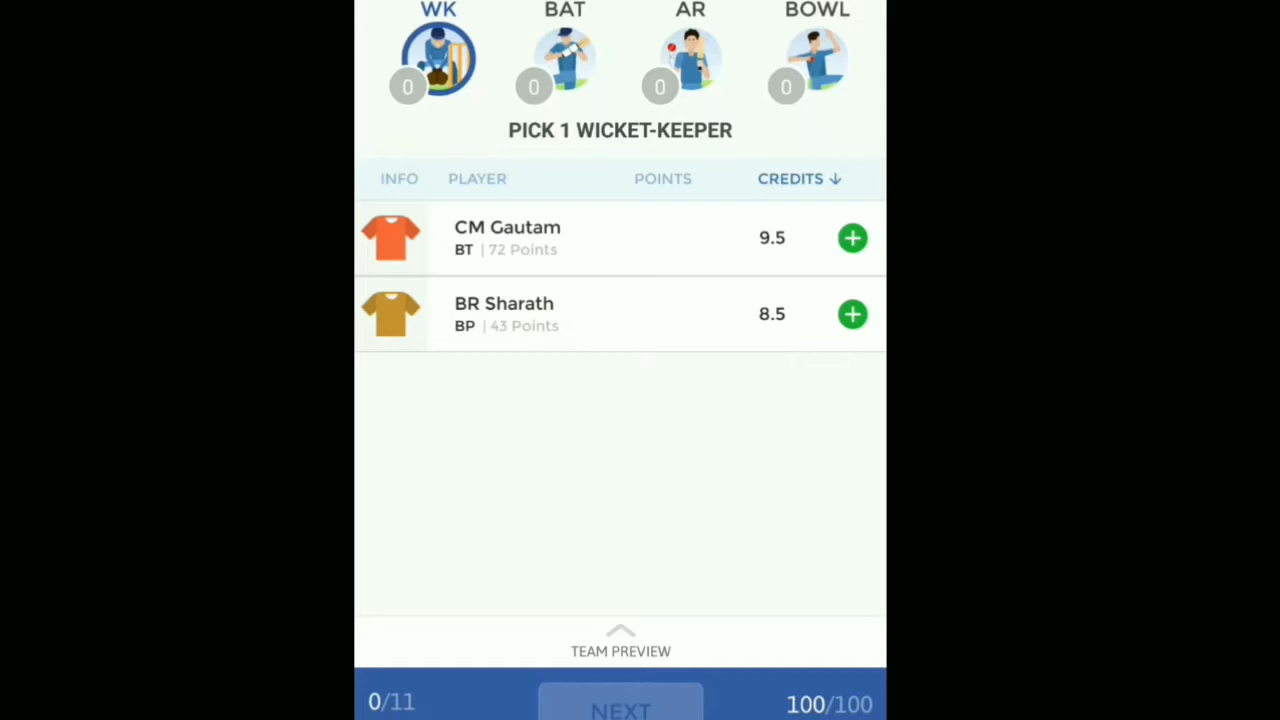 WK BAT AR BOWL
0 0 0 0
PICK 1 WICKET-KEEPER
INFO PLAYER POINTS CREDITS ↓
CM Gautam
BT | 72 Points 9.5 +
BR Sharath
BP | 43 Points 8.5 +
TEAM PREVIEW
0/11 NEXT 100/100